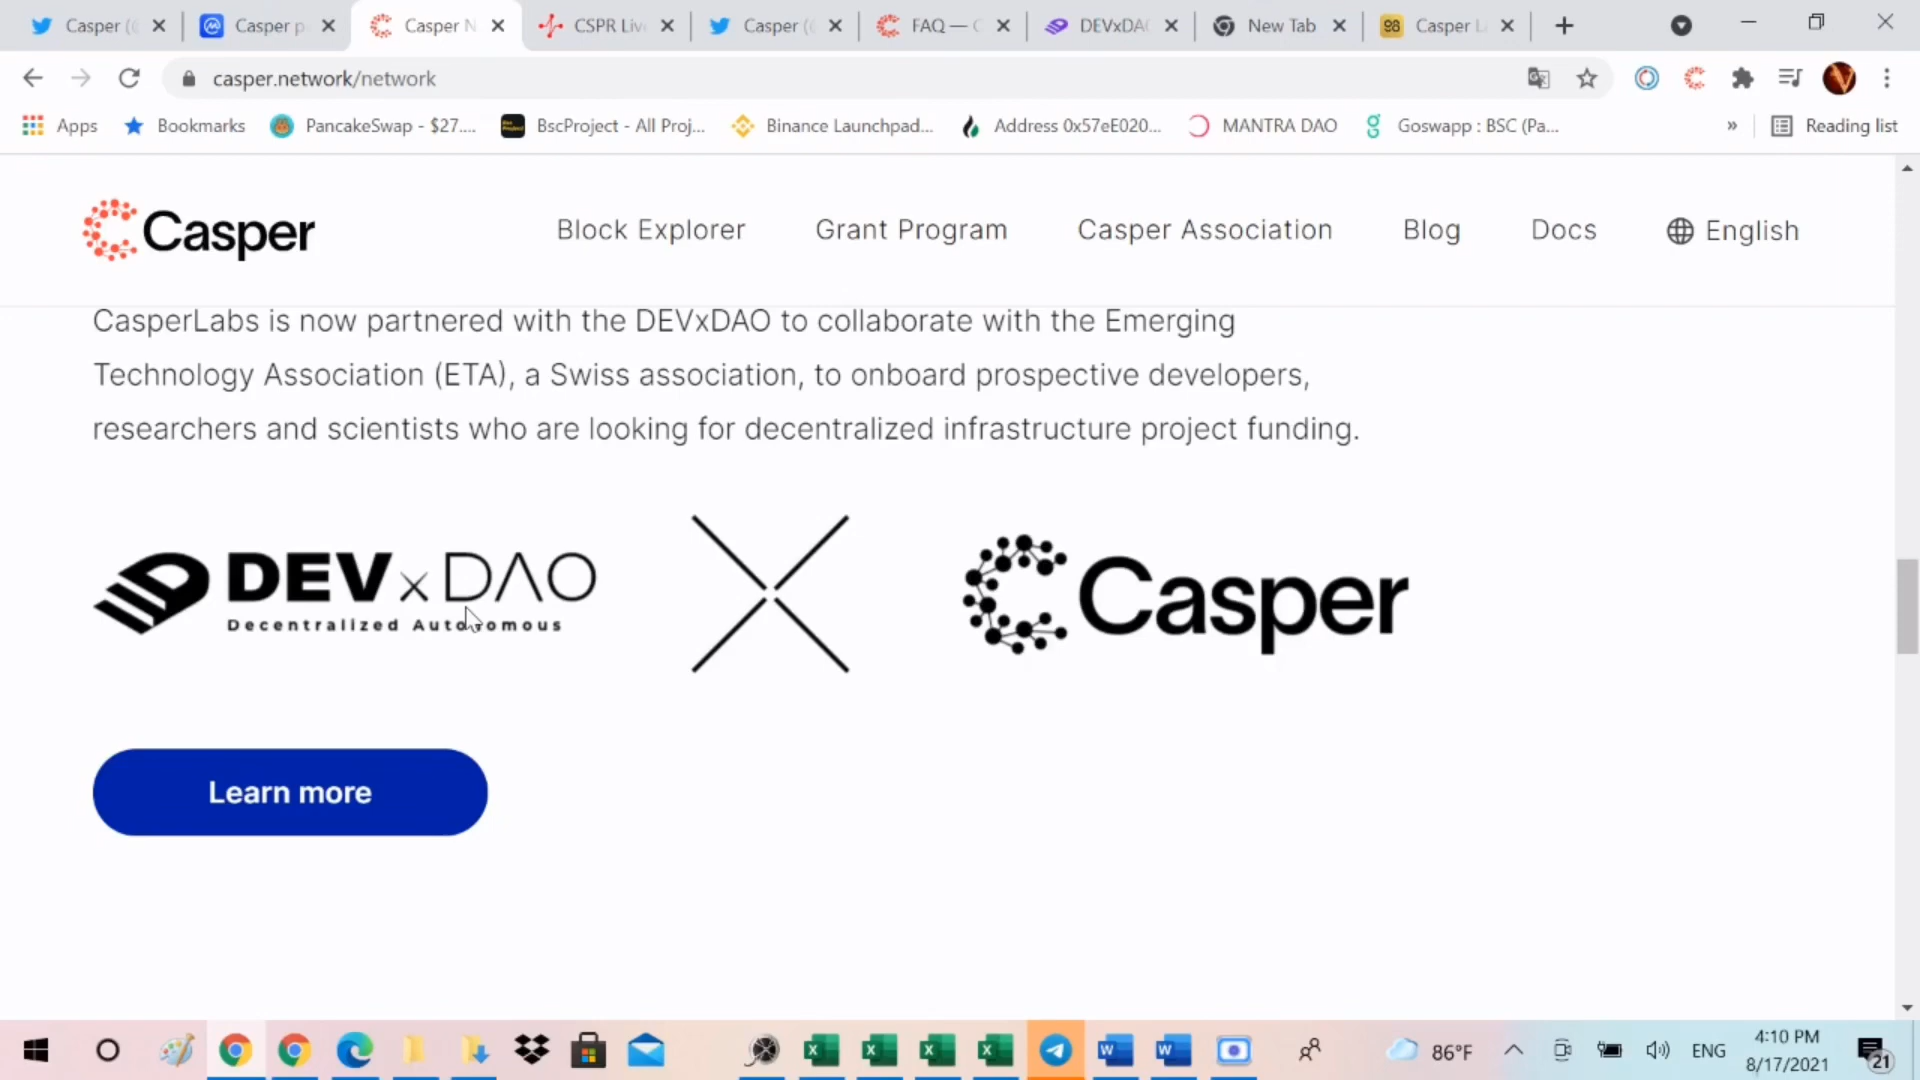 Casper (
Casper p
Casper N
CSPR Liv
Casper (
FAQ — C
DEVxDAO
New Tab
Casper L
casper.network/network
Apps
Bookmarks
PancakeSwap - $27....
BscProject - All Proj...
Binance Launchpad...
Address 0x57eE020...
MANTRA DAO
Goswapp : BSC (Pa...
»
Reading list
Casper
Block Explorer
Grant Program
Casper Association
Blog
Docs
English
CasperLabs is now partnered with the DEVxDAO to collaborate with the Emerging
Technology Association (ETA), a Swiss association, to onboard prospective developers,
researchers and scientists who are looking for decentralized infrastructure project funding.
DEVxDAO
Decentralized Autonomous
Casper
Learn more
86°F
ENG
4:10 PM
8/17/2021
21